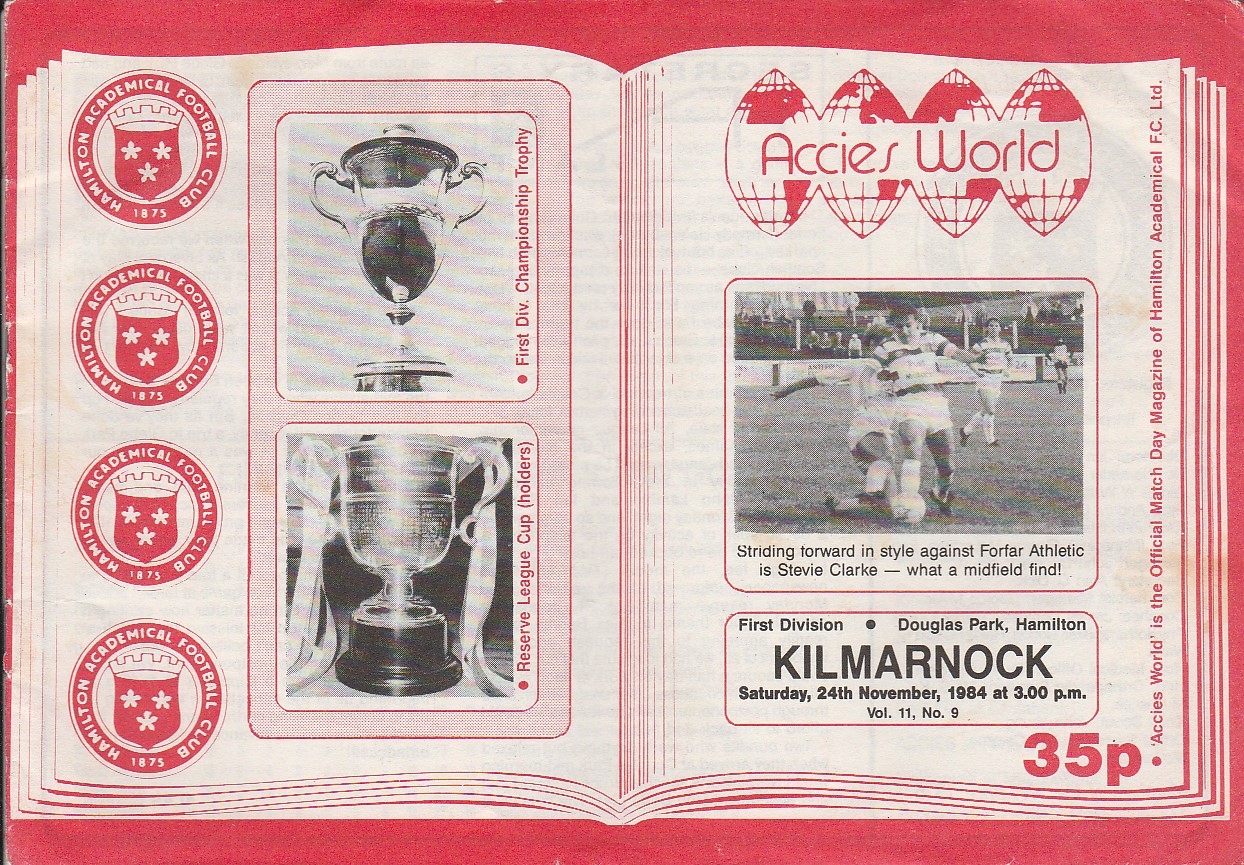 HAMILTON ACADEMICAL FOOTBALL CLUB
1875
HAMILTON ACADEMICAL FOOTBALL CLUB
1875
HAMILTON ACADEMICAL FOOTBALL CLUB
1875
HAMILTON ACADEMICAL FOOTBALL CLUB
1875
• First Div. Championship Trophy
• Reserve League Cup (holders)
Accies World
Striding forward in style against Forfar Athletic
is Stevie Clarke — what a midfield find!
First Division • Douglas Park, Hamilton
KILMARNOCK
Saturday, 24th November, 1984 at 3.00 p.m.
Vol. 11, No. 9
35p
• 'Accies World' is the Official Match Day Magazine of Hamilton Academical F.C. Ltd.